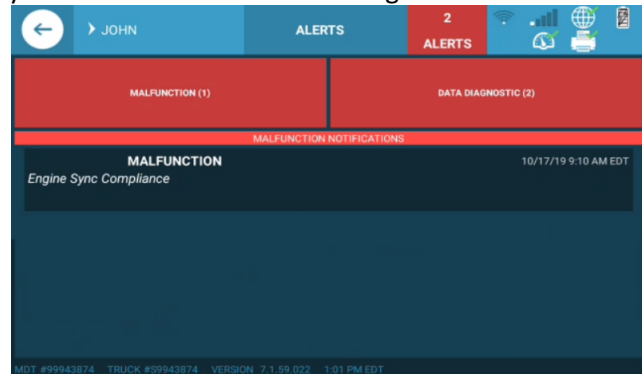 JOHN
ALERTS
2
ALERTS
MALFUNCTION (1)
DATA DIAGNOSTIC (2)
MALFUNCTION NOTIFICATIONS
MALFUNCTION
10/17/19 9:10 AM EDT
Engine Sync Compliance
MDT #99943874 TRUCK #S9943874 VERSION 7.1.59.022 1:01 PM EDT